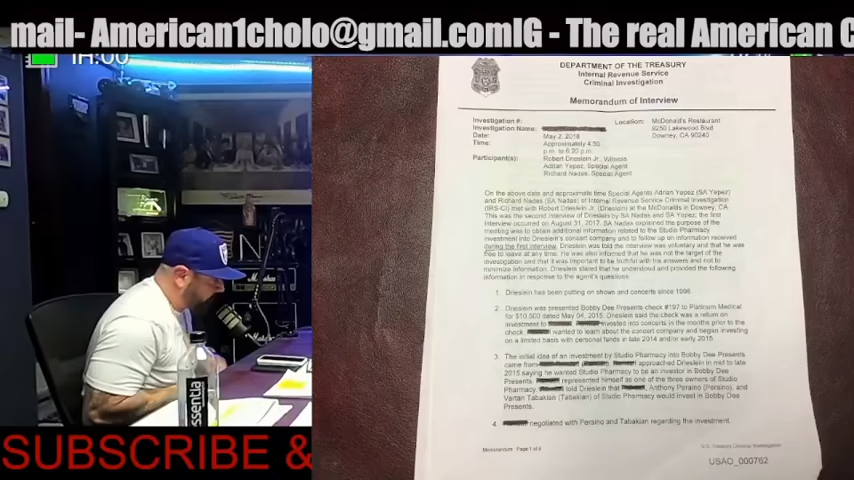 mail- American1cholo@gmail.comIG - The real American C
1H:00
DEPARTMENT OF THE TREASURY
Internal Revenue Service
Criminal Investigation
Memorandum of Interview
Investigation #: Location: McDonald's Restaurant
Investigation Name: 9250 Lakewood Blvd
Date: May 2, 2018 Downey, CA 90240
Time: Approximately 4:50
p.m. to 6:20 p.m.
Participant(s): Robert Drieslein Jr., Witness
Adrian Yepez, Special Agent
Richard Nadas, Special Agent
On the above date and approximate time Special Agents Adrian Yepez (SA Yepez)
and Richard Nadas (SA Nadas) of Internal Revenue Service Criminal Investigation
(IRS-CI) met with Robert Drieslein Jr. (Drieslein) at the McDonalds in Downey, CA
This was the second interview of Drieslein by SA Nadas and SA Yepez, the first
interview occurred on August 31, 2017. SA Nadas explained the purpose of the
meeting was to obtain additional information related to the Studio Pharmacy
investment into Drieslein's concert company and to follow up on information received
during the first interview. Drieslein was told the interview was voluntary and that he was
free to leave at any time. He was also informed that he was not the target of the
investigation and that it was important to be truthful with his answers and not to
minimize information. Drieslein stated that he understood and provided the following
information in response to the agent's questions:
1. Drieslein has been putting on shows and concerts since 1998.
2. Drieslein was presented Bobby Dee Presents check #197 to Platinum Medical
for $10,000 dated May 04, 2015. Drieslein said the check was a return on
investment to invested into concerts in the months prior to the
check. wanted to learn about the concert company and began investing
on a limited basis with personal funds in late 2014 and/or early 2015.
3. The initial idea of an investment by Studio Pharmacy into Bobby Dee Presents
came from approached Drieslein in mid to late
2015 saying he wanted Studio Pharmacy to be an investor in Bobby Dee
Presents. represented himself as one of the three owners of Studio
Pharmacy. told Drieslein that Anthony Peraino (Peraino), and
Vartan Tabakian (Tabakian) of Studio Pharmacy would invest in Bobby Dee
Presents.
4. negotiated with Peraino and Tabakian regarding the investment.
Memorandum Page 1 of
U.S. Treasury Criminal Investigation
USAO_000762
Marshall
essentia
SUBSCRIBE &